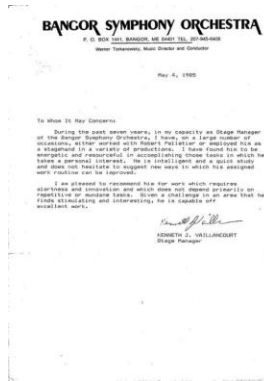 BANGOR SYMPHONY ORCHESTRA
P. O. BOX 1441, BANGOR, ME 04401 TEL. 207-945-6408
Werner Torkanowsky, Music Director and Conductor
May 4, 1985
To Whom It May Concern:
During the past seven years, in my capacity as Stage Manager
of the Bangor Symphony Orchestra, I have, on a large number of
occasions, either worked with Robert Pelletier or employed him as
a stagehand in a variety of productions. I have found him to be
energetic and resourceful in accomplishing those tasks in which he
takes a personal interest. He is intelligent and a quick study
and does not hesitate to suggest new ways in which his assigned
work routine can be improved.
I am pleased to recommend him for work which requires
alertness and innovation and which does not depend primarily on
repetitive or mundane tasks. Given a challenge in an area that he
finds stimulating and interesting, he is capable off
excellent work.
KENNETH J. VAILLANCOURT
Stage Manager